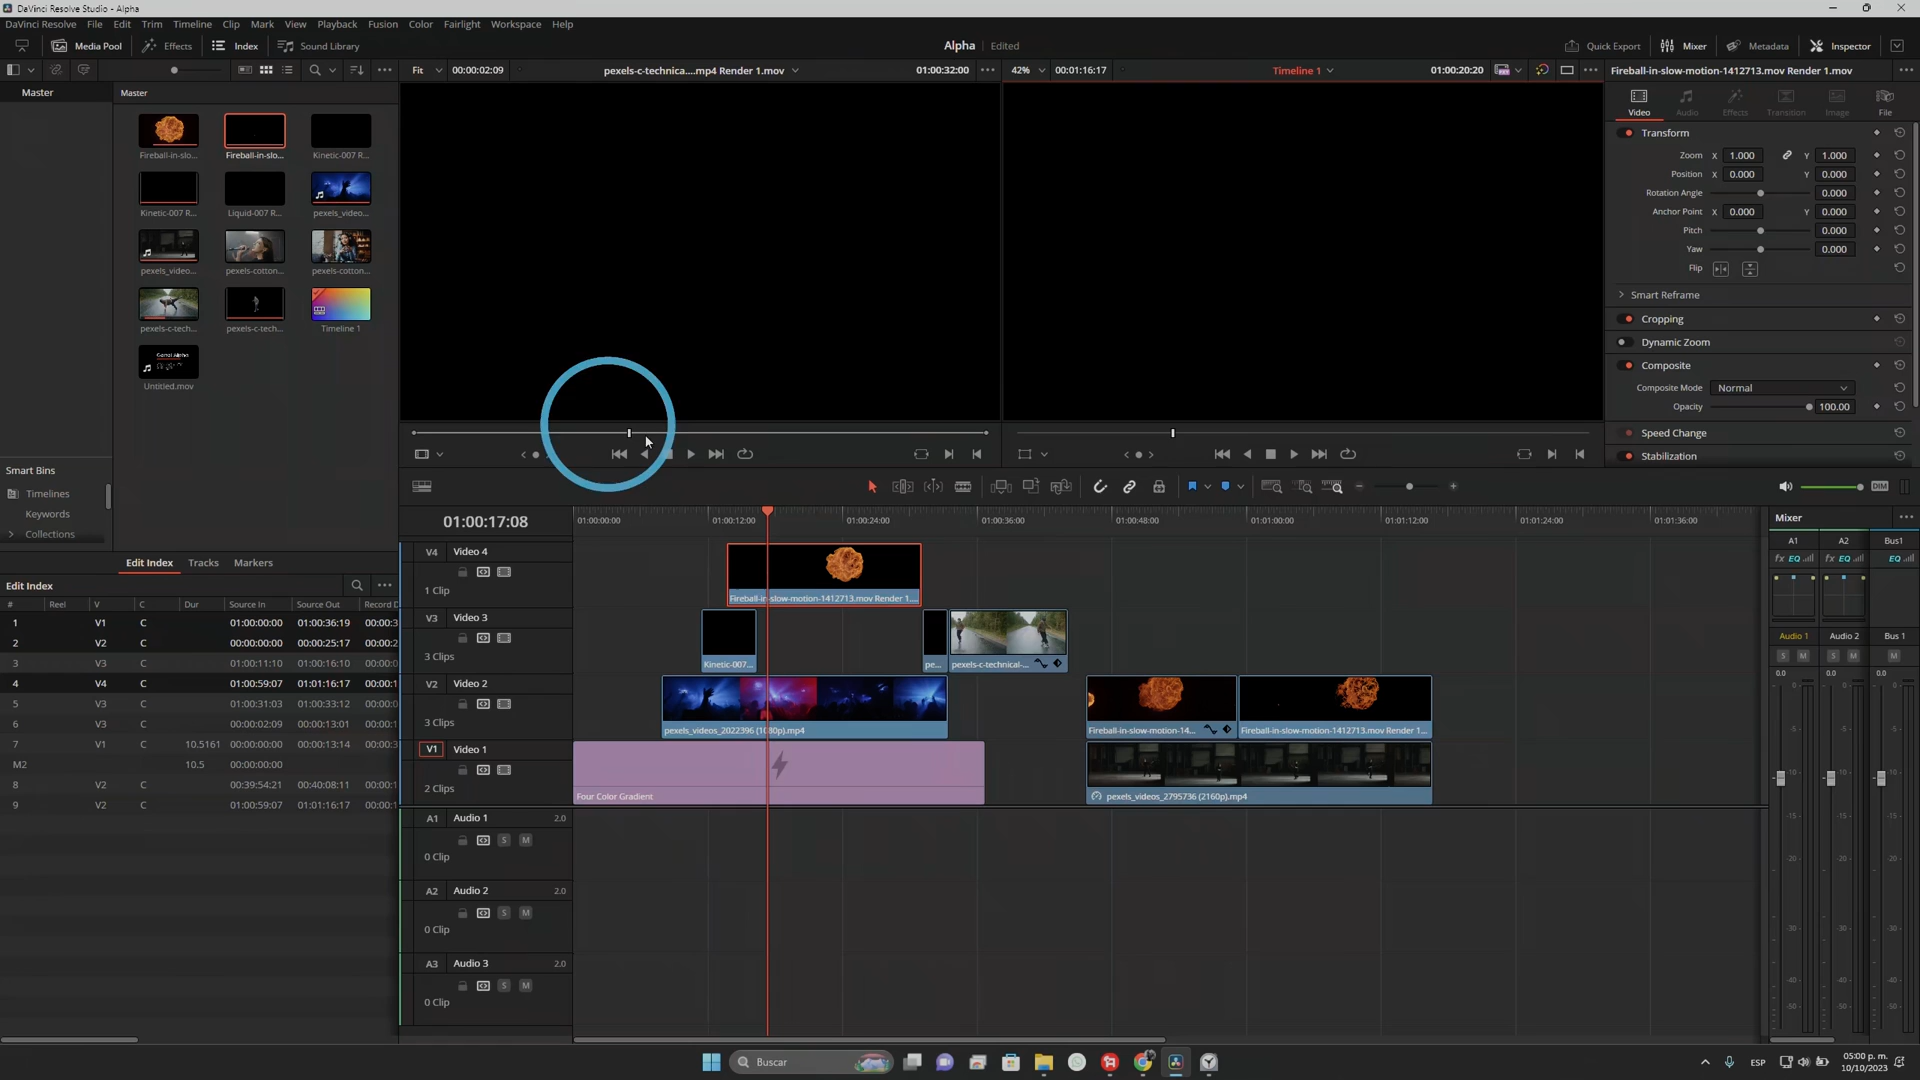 DaVinci Resolve Studio - Alpha
DaVinci Resolve File Edit Trim Timeline Clip Mark View Playback Fusion Color Fairlight Workspace Help
Media Pool Effects Index Sound Library Alpha Edited Quick Export Mixer Metadata Inspector
Fit 00:00:02:09 pexels-c-technica....mp4 Render 1.mov 01:00:32:00 42% 00:01:16:17 Timeline 1 01:00:20:20 Fireball-in-slow-motion-1412713.mov Render 1.mov
Master Master
Video Audio Effects Transition Image File
Fireball-in-slo... Fireball-in-slo... Kinetic-007 R...
Kinetic-007 R... Liquid-007 R... pexels_video...
pexels_video... pexels-cotton... pexels-cotton...
pexels-c-tech... pexels-c-tech... Timeline 1
Untitled.mov
Transform
Zoom X 1.000 Y 1.000
Position X 0.000 Y 0.000
Rotation Angle 0.000
Anchor Point X 0.000 Y 0.000
Pitch 0.000
Yaw 0.000
Flip
Smart Reframe
Cropping
Dynamic Zoom
Composite
Composite Mode Normal
Opacity 100.00
Speed Change
Stabilization
Smart Bins
Timelines
Keywords
Collections
DIM
01:00:17:08 01:00:00:00 01:00:12:00 01:00:24:00 01:00:36:00 01:00:48:00 01:01:00:00 01:01:12:00 01:01:24:00 01:01:36:00
Edit Index Tracks Markers
Edit Index
# Reel V C Dur Source In Source Out Record D
1 V1 C 01:00:00:00 01:00:36:19 00:00:3
2 V2 C 00:00:00:00 00:00:25:17 00:00:2
3 V3 C 01:00:11:10 01:00:16:10 00:00:0
4 V4 C 01:00:59:07 01:01:16:17 00:00:1
5 V3 C 01:00:31:03 01:00:33:12 00:00:0
6 V3 C 00:00:02:09 00:00:13:01 00:00:1
7 V1 C 10.5161 00:00:00:00 00:00:13:14 00:00:3
M2 10.5 00:00:00:00
8 V2 C 00:39:54:21 00:40:08:11 00:00:1
9 V2 C 01:00:59:07 01:01:16:17 00:00:1
V4 Video 4
1 Clip
Fireball-in-slow-motion-1412713.mov Render 1....
V3 Video 3
3 Clips
Kinetic-007... pe... pexels-c-technical-...
V2 Video 2
3 Clips
pexels_videos_2022396 (1080p).mp4 Fireball-in-slow-motion-14... Fireball-in-slow-motion-1412713.mov Render 1...
V1 Video 1
2 Clips
Four Color Gradient pexels_videos_2795736 (2160p).mp4
A1 Audio 1 2.0
S M
0 Clip
A2 Audio 2 2.0
S M
0 Clip
A3 Audio 3 2.0
S M
0 Clip
Mixer
A1 A2 Bus1
fx EQ fx EQ EQ
Audio 1 Audio 2 Bus 1
S M S M M
0.0 0.0 0.0
Buscar
ESP
05:00 p. m.
10/10/2023